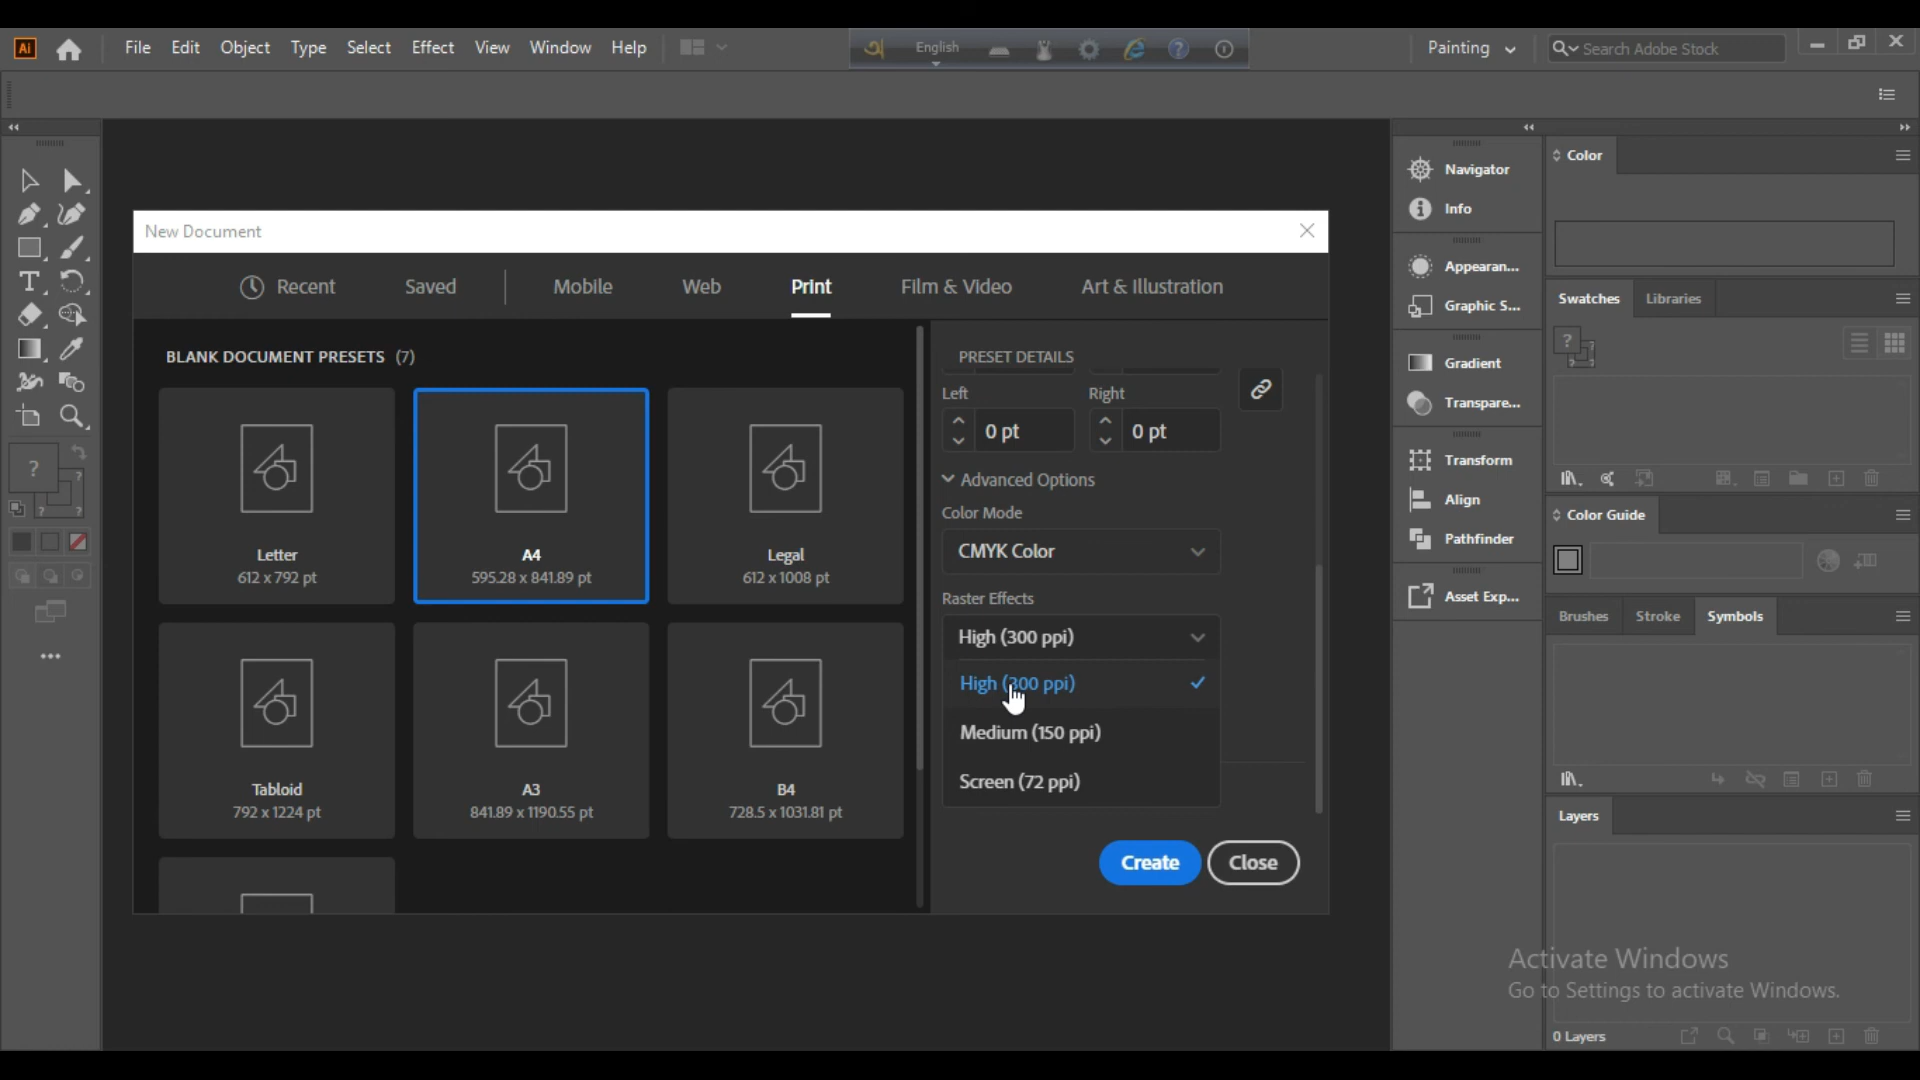 Ai File Edit Object Type Select Effect View Window Help
অ English
Painting
Search Adobe Stock
New Document
Recent Saved Mobile Web Print Film & Video Art & Illustration
BLANK DOCUMENT PRESETS (7)
Letter
612 x 792 pt
A4
595.28 x 841.89 pt
Legal
612 x 1008 pt
Tabloid
792 x 1224 pt
A3
841.89 x 1190.55 pt
B4
728.5 x 1031.81 pt
PRESET DETAILS
Left Right
0 pt 0 pt
Advanced Options
Color Mode
CMYK Color
Raster Effects
High (300 ppi)
High (300 ppi)
Medium (150 ppi)
Screen (72 ppi)
Create Close
Navigator
Info
Appearan...
Graphic S...
Gradient
Transpare...
Transform
Align
Pathfinder
Asset Exp...
Color
Swatches Libraries
Color Guide
Brushes Stroke Symbols
Layers
Activate Windows
Go to Settings to activate Windows.
0 Layers